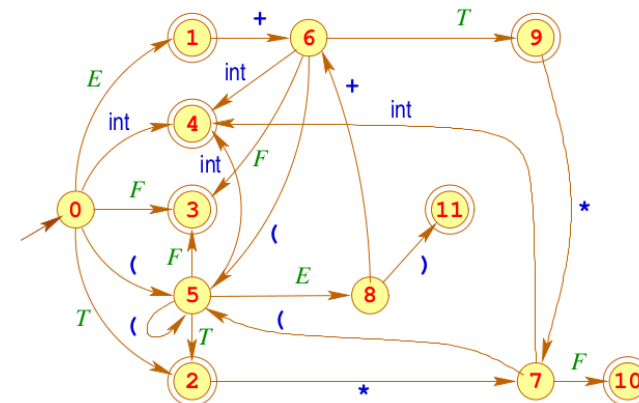 1 + 6 T 9
E int + int
int 4
int F
0 F 3 11 *
( F ( )
5 E 8
( T (
T 2 * 7 F 10